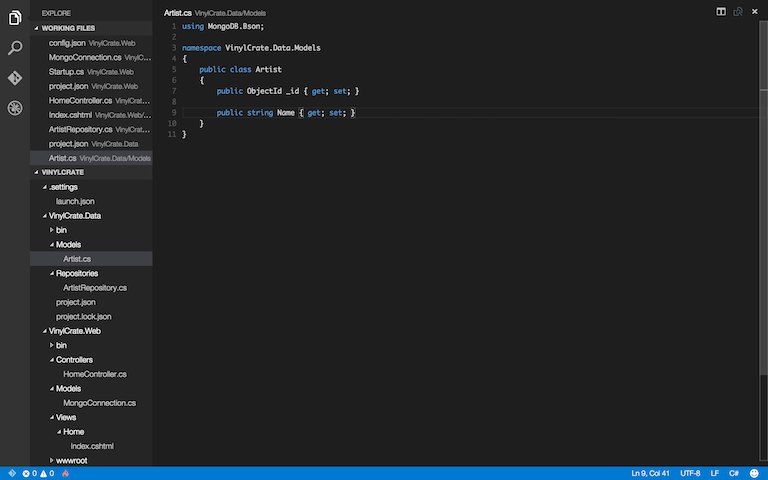 EXPLORE
WORKING FILES
config.json VinylCrate.Web
MongoConnection.cs VinylC...
Startup.cs VinylCrate.Web
project.json VinylCrate.Web
HomeController.cs VinylCrat...
Index.cshtml VinylCrate.Web/...
ArtistRepository.cs VinylCrat...
project.json VinylCrate.Data
Artist.cs VinylCrate.Data/Models
VINYLCRATE
.settings
launch.json
VinylCrate.Data
bin
Models
Artist.cs
Repositories
ArtistRepository.cs
project.json
project.lock.json
VinylCrate.Web
bin
Controllers
HomeController.cs
Models
MongoConnection.cs
Views
Home
Index.cshtml
wwwroot
Artist.cs VinylCrate.Data/Models
1 using MongoDB.Bson;
2
3 namespace VinylCrate.Data.Models
4 {
5 public class Artist
6 {
7 public ObjectId _id { get; set; }
8
9 public string Name { get; set; }
10 }
11 }
0 0
Ln 9, Col 41 UTF-8 LF C#